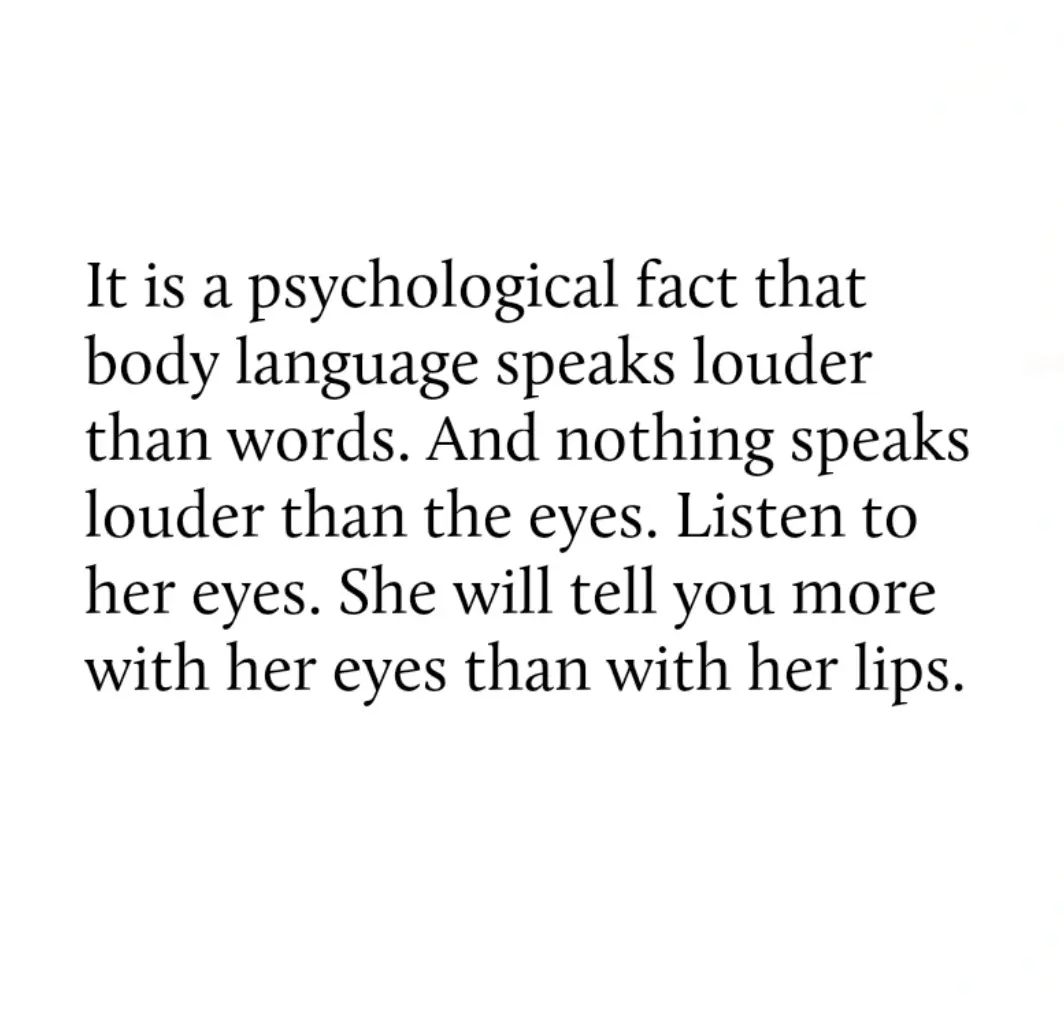 It is a psychological fact that
body language speaks louder
than words. And nothing speaks
louder than the eyes. Listen to
her eyes. She will tell you more
with her eyes than with her lips.